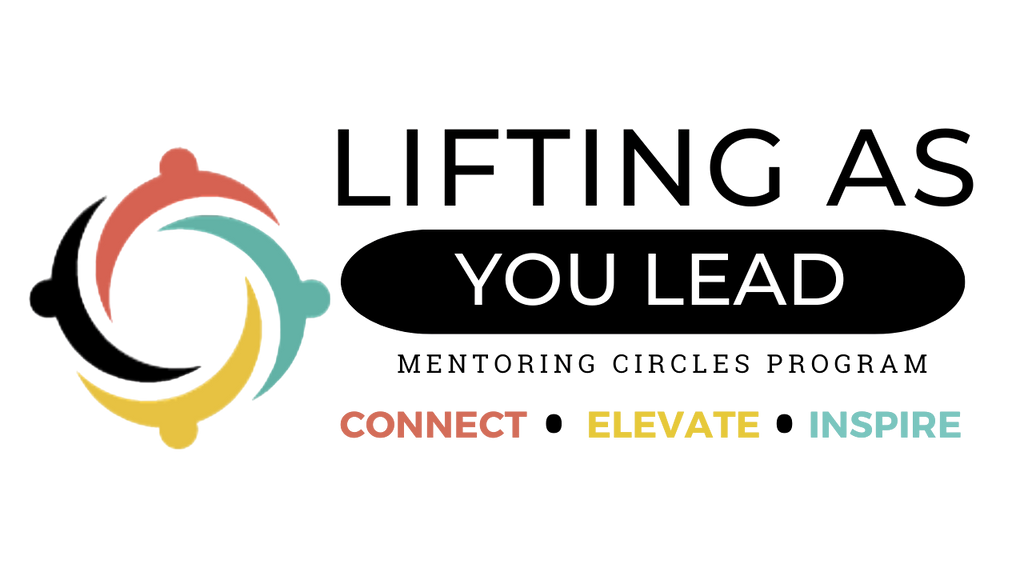 LIFTING AS
YOU LEAD
MENTORING CIRCLES PROGRAM
CONNECT • ELEVATE • INSPIRE